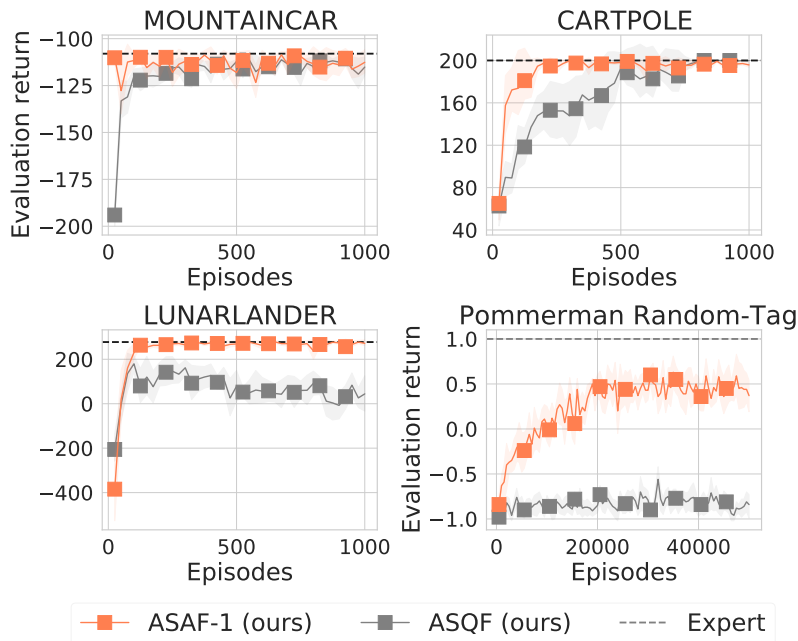 MOUNTAINCAR
Evaluation return
−100
−125
−150
−175
−200
0
500
1000
Episodes
CARTPOLE
200
160
120
80
40
0
500
1000
Episodes
LUNARLANDER
200
0
−200
−400
0
500
1000
Episodes
Pommerman Random-Tag
Evaluation return
1.0
0.5
0.0
−0.5
−1.0
0
20000
40000
Episodes
ASAF-1 (ours)
ASQF (ours)
Expert